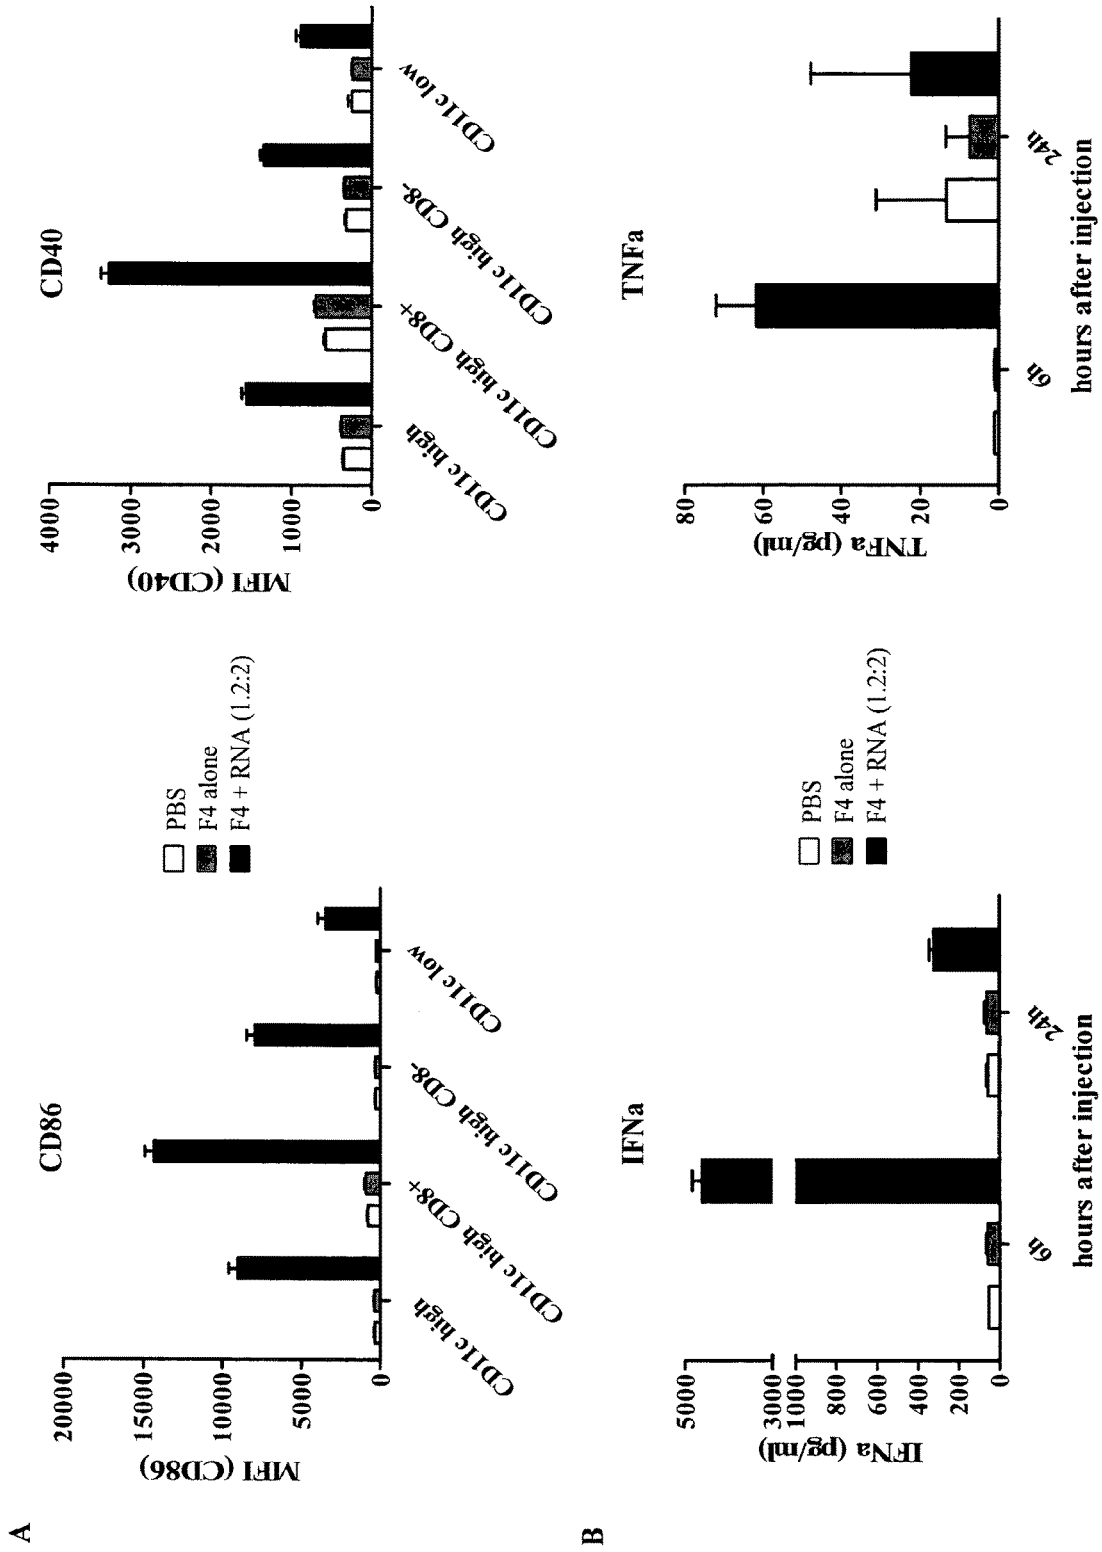 A
CD86
MFI (CD86)
20000
15000
10000
5000
0
CD11c high
CD11c high CD8+
CD11c high CD8-
CD11c low
PBS
F4 alone
F4 + RNA (1.2:2)
CD40
MFI (CD40)
4000
3000
2000
1000
0
CD11c high
CD11c high CD8+
CD11c high CD8-
CD11c low
B
IFNa
IFNa (pg/ml)
5000
3000
1000
800
600
400
200
0
6h
24h
hours after injection
PBS
F4 alone
F4 + RNA (1.2:2)
TNFa
TNFa (pg/ml)
80
60
40
20
0
6h
24h
hours after injection